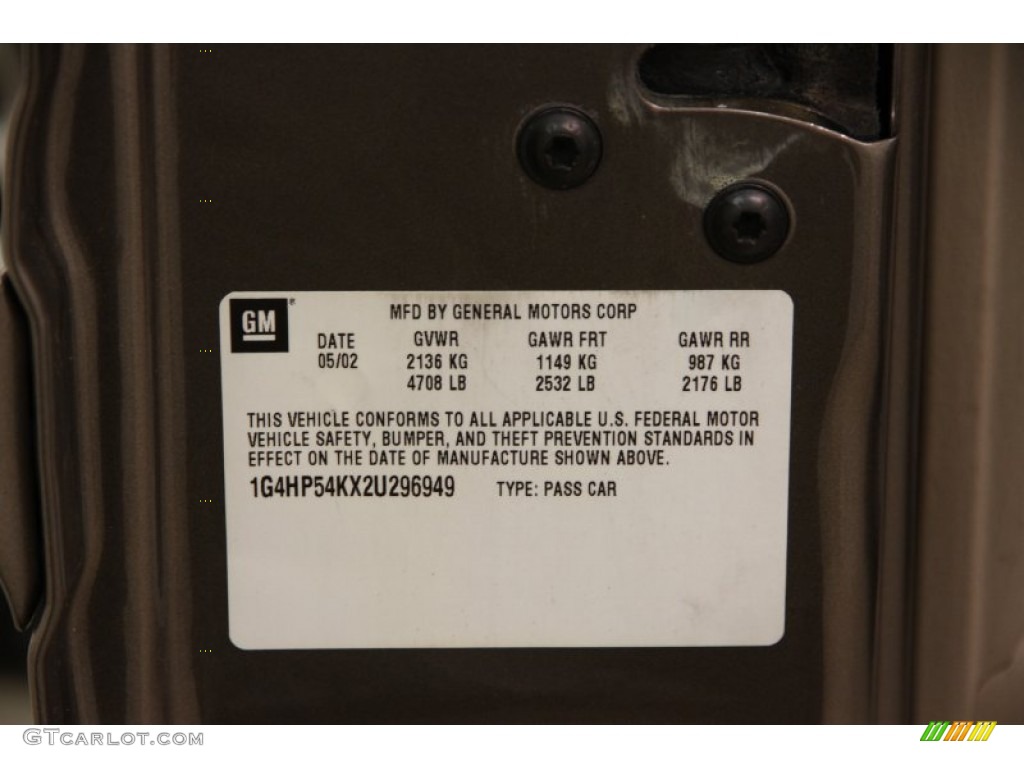 GM®
MFD BY GENERAL MOTORS CORP
DATE GVWR GAWR FRT GAWR RR
05/02 2136 KG 1149 KG 987 KG
4708 LB 2532 LB 2176 LB
THIS VEHICLE CONFORMS TO ALL APPLICABLE U.S. FEDERAL MOTOR
VEHICLE SAFETY, BUMPER, AND THEFT PREVENTION STANDARDS IN
EFFECT ON THE DATE OF MANUFACTURE SHOWN ABOVE.
1G4HP54KX2U296949 TYPE: PASS CAR
GTCARLOT.COM